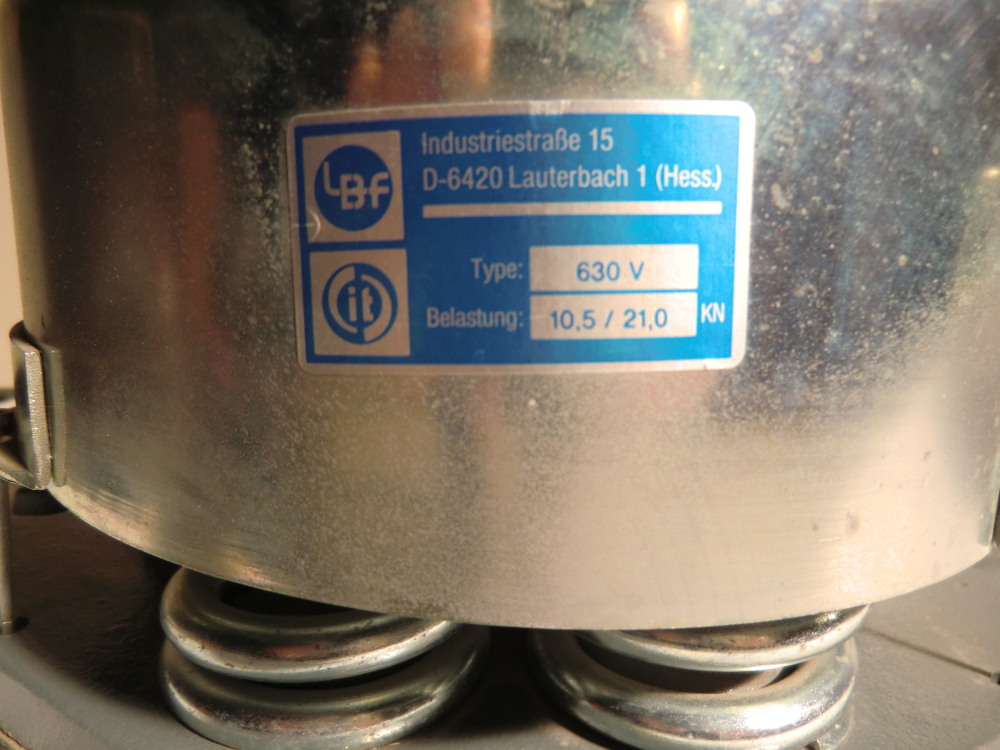 LBf
Industriestraße 15
D-6420 Lauterbach 1 (Hess.)
it
Type: 630 V
Belastung: 10,5 / 21,0 KN